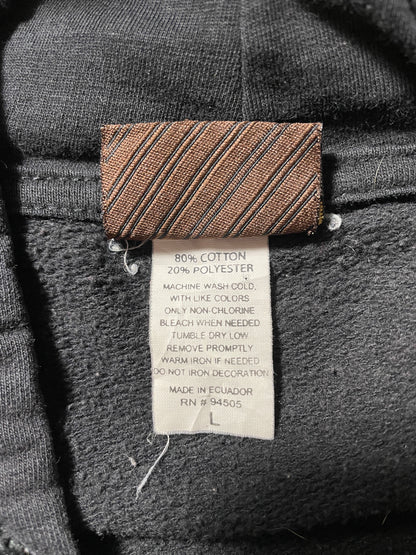 80% COTTON
20% POLYESTER
MACHINE WASH COLD,
WITH LIKE COLORS
ONLY NON-CHLORINE
BLEACH WHEN NEEDED
TUMBLE DRY LOW
REMOVE PROMPTLY
WARM IRON IF NEEDED
DO NOT IRON DECORATION
MADE IN ECUADOR
RN # 94505
L